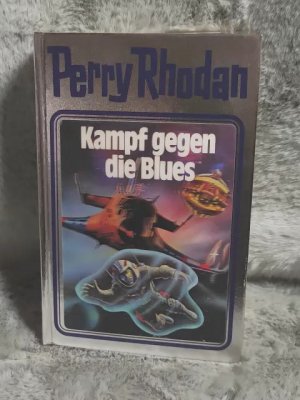 Perry Rhodan
Kampf gegen
die Blues